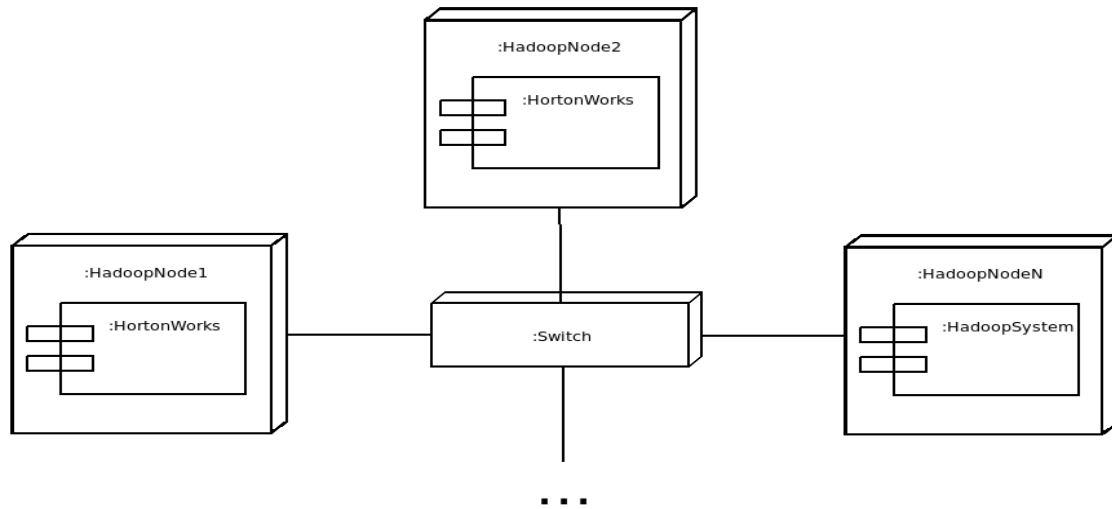 :HadoopNode2
:HortonWorks
:HadoopNode1
:HortonWorks
:Switch
:HadoopNodeN
:HadoopSystem
...